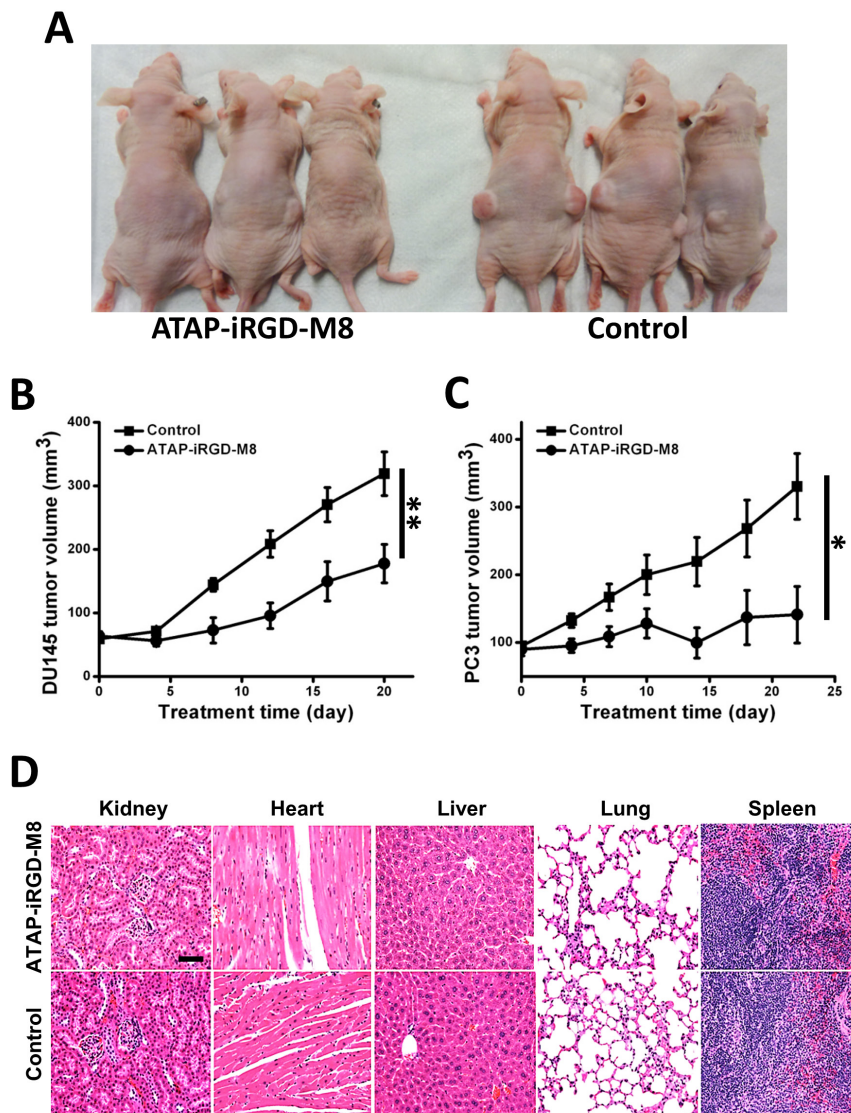 A
ATAP-iRGD-M8
Control
B
Control
ATAP-iRGD-M8
DU145 tumor volume (mm³)
400
300
200
100
0
0
5
10
15
20
Treatment time (day)
**
C
Control
ATAP-iRGD-M8
PC3 tumor volume (mm³)
400
300
200
100
0
5
10
15
20
25
Treatment time (day)
*
D
Kidney
Heart
Liver
Lung
Spleen
ATAP-iRGD-M8
Control